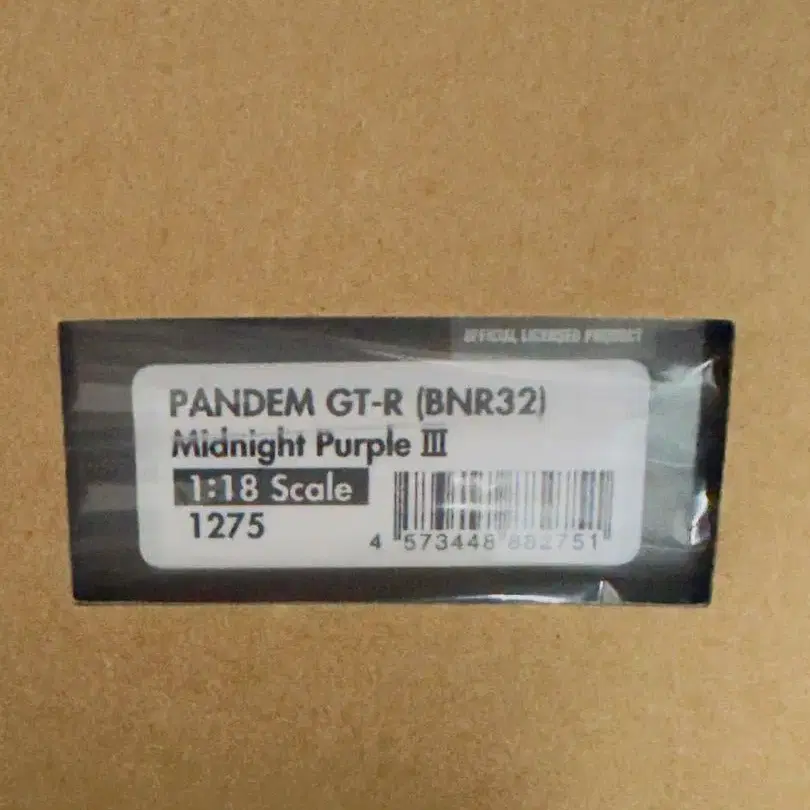 OFFICIAL LICENSED PRODUCT
PANDEM GT-R (BNR32)
Midnight Purple III
1:18 Scale
1275
4 573448 882751